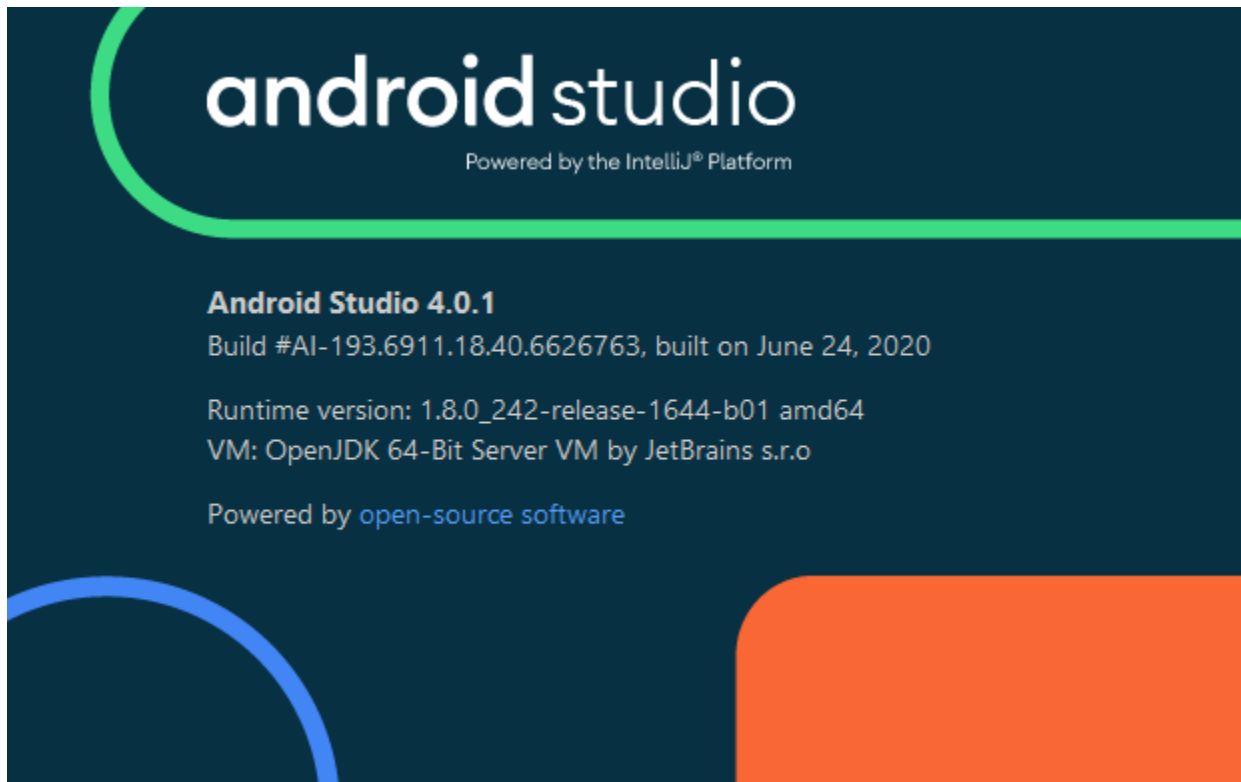 android studio
Powered by the IntelliJ® Platform
Android Studio 4.0.1
Build #AI-193.6911.18.40.6626763, built on June 24, 2020
Runtime version: 1.8.0_242-release-1644-b01 amd64
VM: OpenJDK 64-Bit Server VM by JetBrains s.r.o
Powered by open-source software